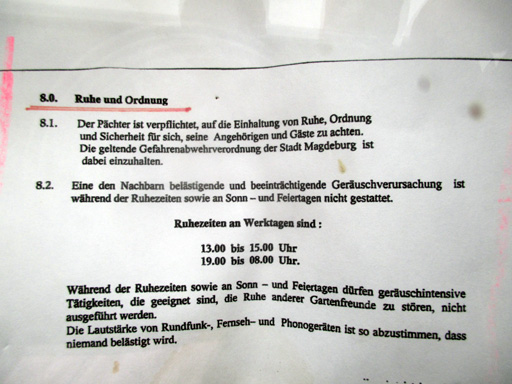 8.0. Ruhe und Ordnung
8.1. Der Pächter ist verpflichtet, auf die Einhaltung von Ruhe, Ordnung
und Sicherheit für sich, seine Angehörigen und Gäste zu achten.
Die geltende Gefahrenabwehrverordnung der Stadt Magdeburg ist
dabei einzuhalten.
8.2. Eine den Nachbarn belästigende und beeinträchtigende Geräuschverursachung ist
während der Ruhezeiten sowie an Sonn – und Feiertagen nicht gestattet.
Ruhezeiten an Werktagen sind :
13.00 bis 15.00 Uhr
19.00 bis 08.00 Uhr.
Während der Ruhezeiten sowie an Sonn – und Feiertagen dürfen geräuschintensive
Tätigkeiten, die geeignet sind, die Ruhe anderer Gartenfreunde zu stören, nicht
ausgeführt werden.
Die Lautstärke von Rundfunk-, Fernseh- und Phonogeräten ist so abzustimmen, dass
niemand belästigt wird.